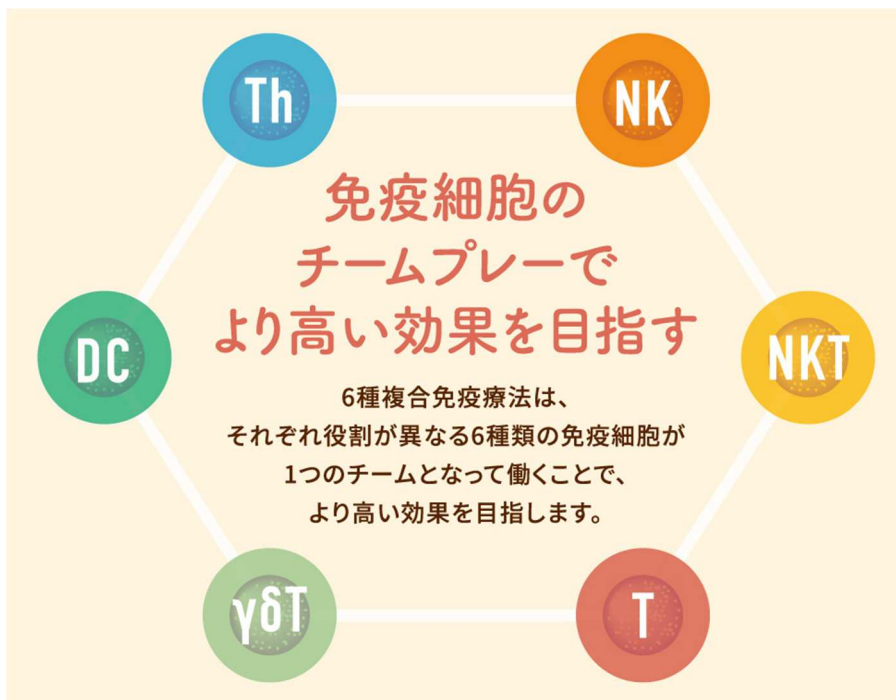 Th
NK
免疫細胞の
チームプレーで
より高い効果を目指す
DC
NKT
6種複合免疫療法は、
それぞれ役割が異なる6種類の免疫細胞が
1つのチームとなって働くことで、
より高い効果を目指します。
γδT
T